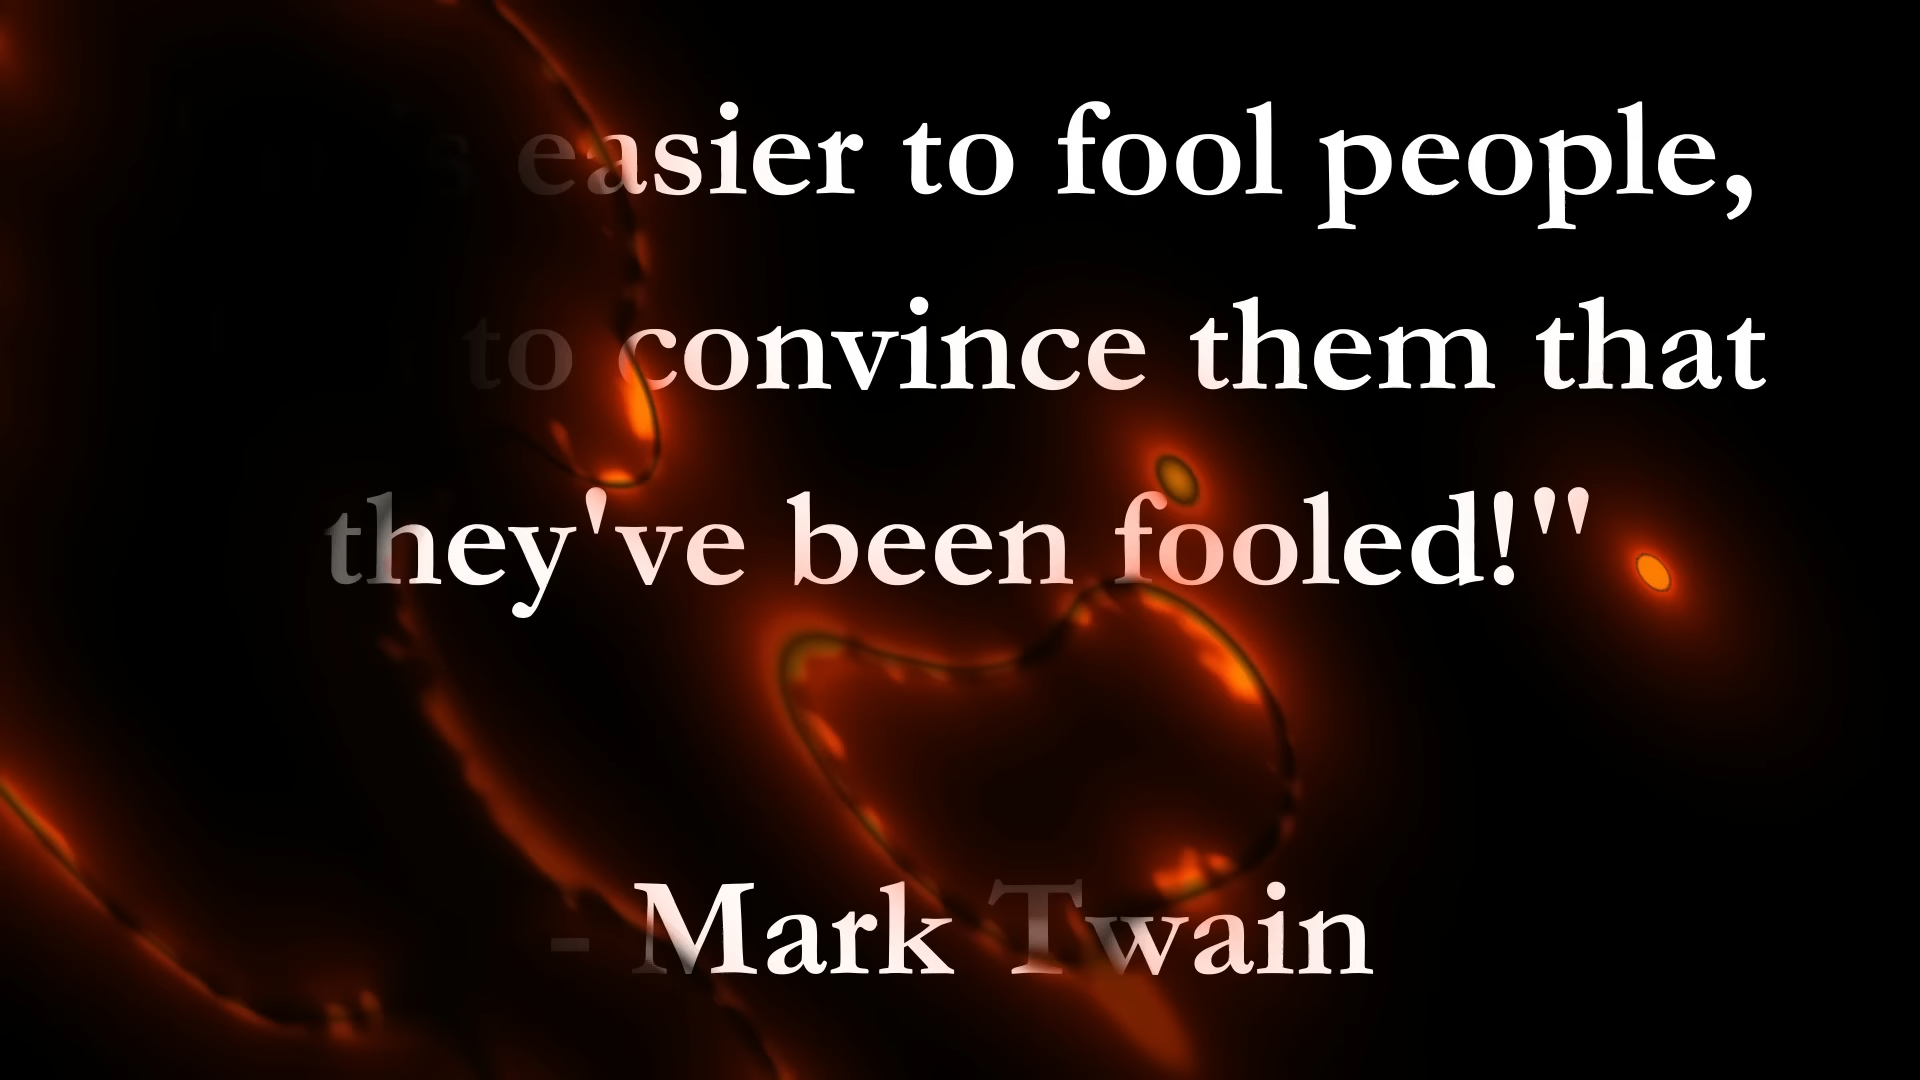 easier to fool people,
to convince them that
they've been fooled!"
- Mark Twain